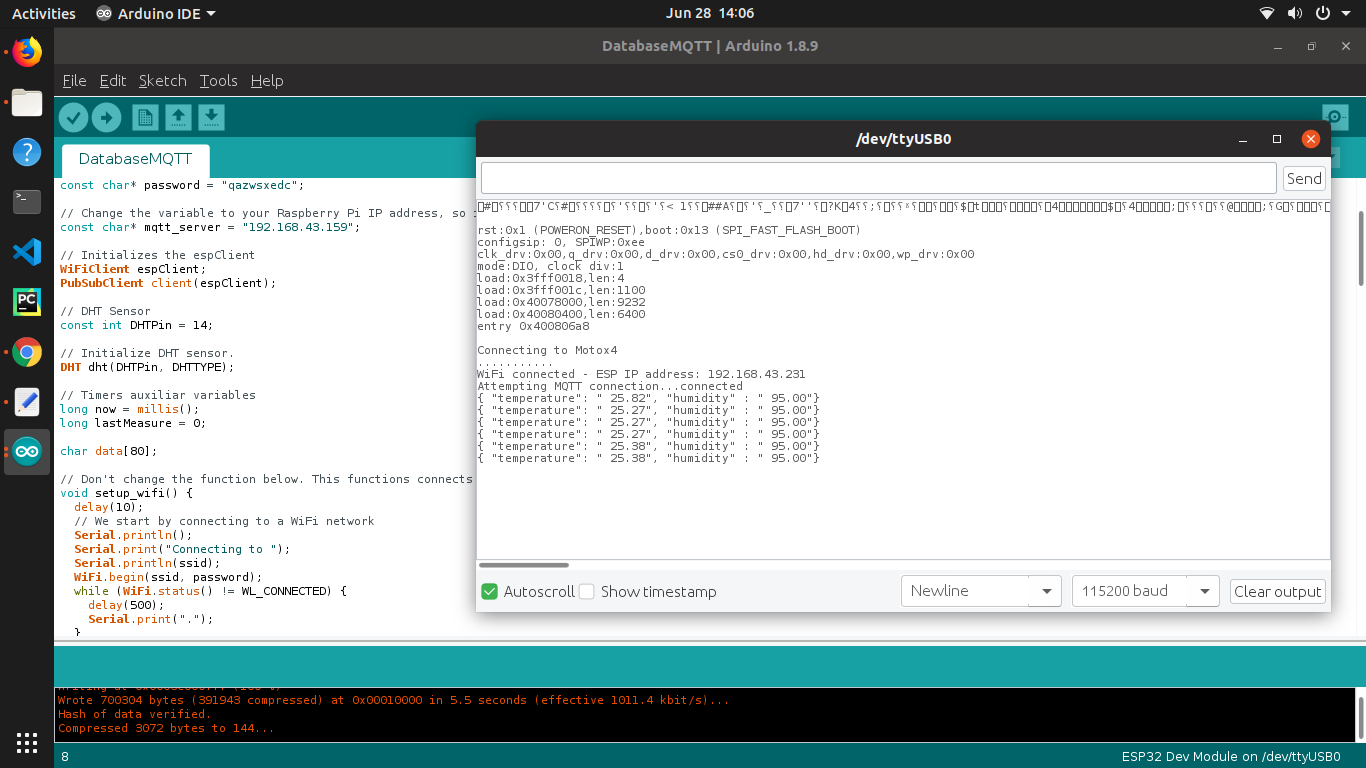 Activities
Arduino IDE
Jun 28 14:06
DatabaseMQTT | Arduino 1.8.9
File Edit Sketch Tools Help
DatabaseMQTT
const char* password = "qazwsxedc";
// Change the variable to your Raspberry Pi IP address, so i
const char* mqtt_server = "192.168.43.159";
// Initializes the espClient
WiFiClient espClient;
PubSubClient client(espClient);
// DHT Sensor
const int DHTPin = 14;
// Initialize DHT sensor.
DHT dht(DHTPin, DHTTYPE);
// Timers auxiliar variables
long now = millis();
long lastMeasure = 0;
char data[80];
// Don't change the function below. This functions connects
void setup_wifi() {
delay(10);
// We start by connecting to a WiFi network
Serial.println();
Serial.print("Connecting to ");
Serial.println(ssid);
WiFi.begin(ssid, password);
while (WiFi.status() != WL_CONNECTED) {
delay(500);
Serial.print(".");
}
/dev/ttyUSB0
Send
rst:0x1 (POWERON_RESET),boot:0x13 (SPI_FAST_FLASH_BOOT)
configsip: 0, SPIWP:0xee
clk_drv:0x00,q_drv:0x00,d_drv:0x00,cs0_drv:0x00,hd_drv:0x00,wp_drv:0x00
mode:DIO, clock div:1
load:0x3fff0018,len:4
load:0x3fff001c,len:1100
load:0x40078000,len:9232
load:0x40080400,len:6400
entry 0x400806a8
Connecting to Motox4
...........
WiFi connected - ESP IP address: 192.168.43.231
Attempting MQTT connection...connected
{ "temperature": " 25.82", "humidity" : " 95.00"}
{ "temperature": " 25.27", "humidity" : " 95.00"}
{ "temperature": " 25.27", "humidity" : " 95.00"}
{ "temperature": " 25.27", "humidity" : " 95.00"}
{ "temperature": " 25.38", "humidity" : " 95.00"}
{ "temperature": " 25.38", "humidity" : " 95.00"}
Autoscroll
Show timestamp
Newline
115200 baud
Clear output
Wrote 700304 bytes (391943 compressed) at 0x00010000 in 5.5 seconds (effective 1011.4 kbit/s)...
Hash of data verified.
Compressed 3072 bytes to 144...
8
ESP32 Dev Module on /dev/ttyUSB0